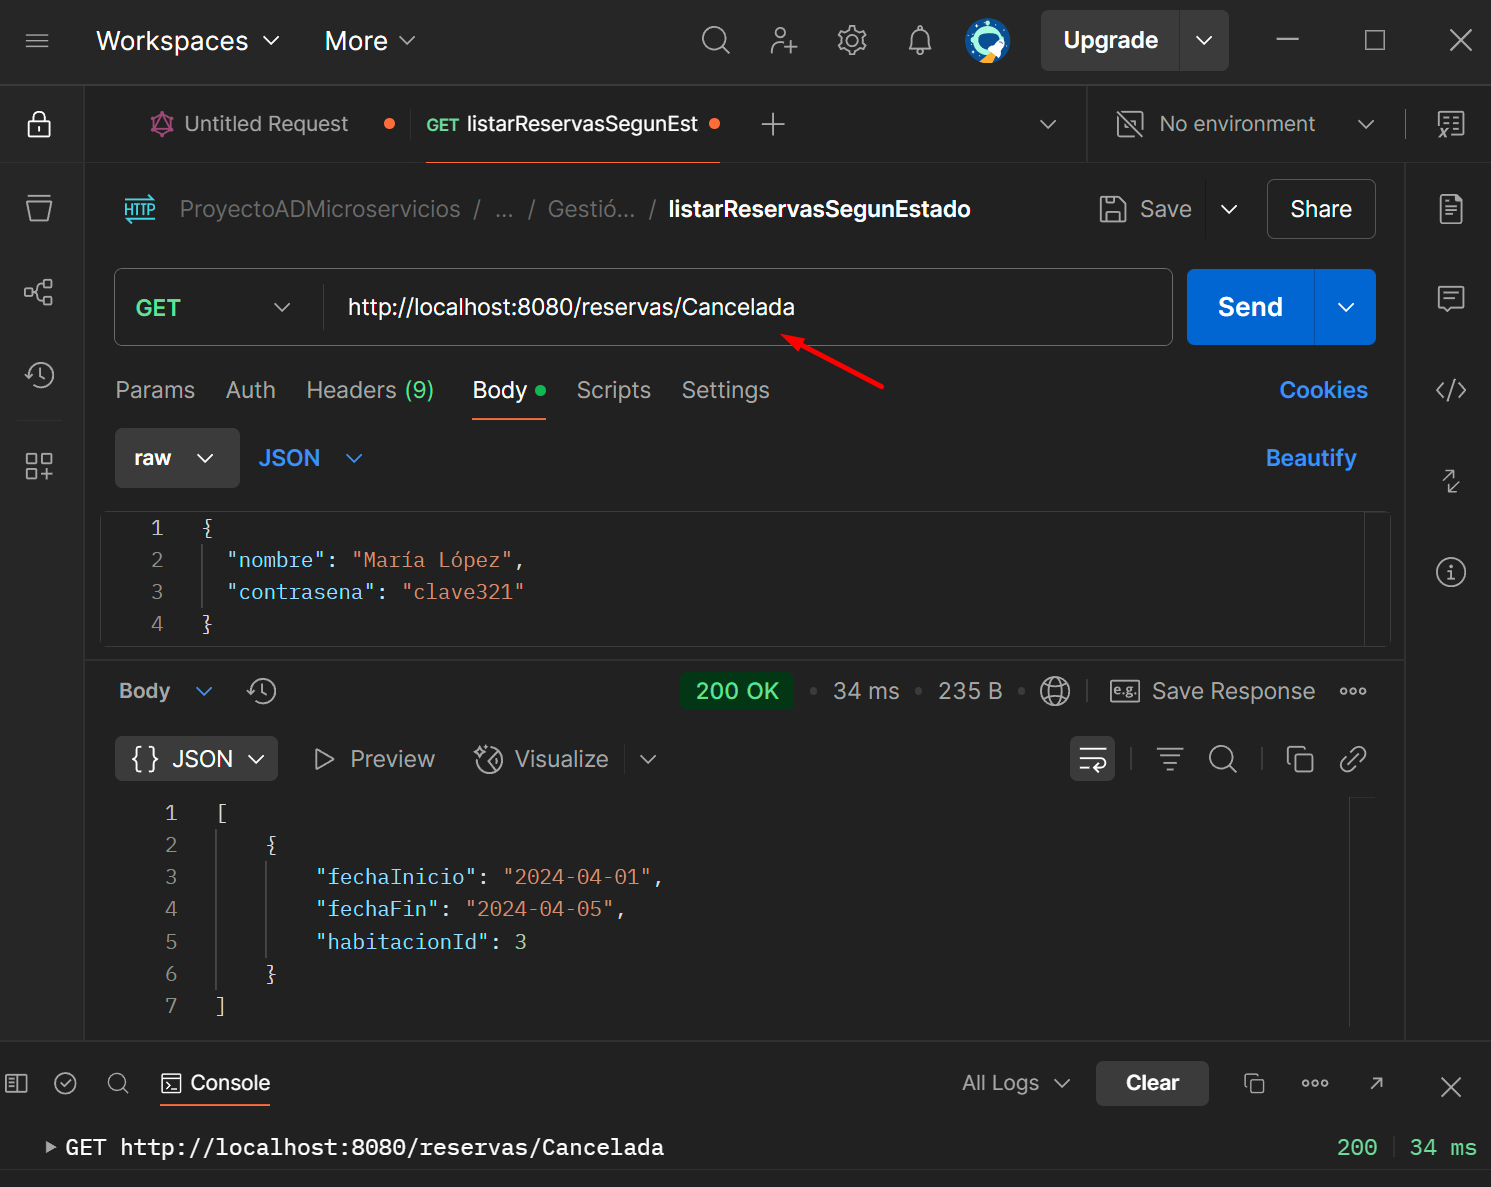 Workspaces More Upgrade
Untitled Request GET listarReservasSegunEst No environment
HTTP ProyectoADMicroservicios / ... / Gestió... / listarReservasSegunEstado Save Share
GET http://localhost:8080/reservas/Cancelada Send
Params Auth Headers (9) Body Scripts Settings Cookies
raw JSON Beautify
1 {
2 "nombre": "María López",
3 "contrasena": "clave321"
4 }
Body 200 OK • 34 ms • 235 B • e.g. Save Response
{} JSON Preview Visualize
1 [
2 {
3 "fechaInicio": "2024-04-01",
4 "fechaFin": "2024-04-05",
5 "habitacionId": 3
6 }
7 ]
Console All Logs Clear
GET http://localhost:8080/reservas/Cancelada 200 34 ms